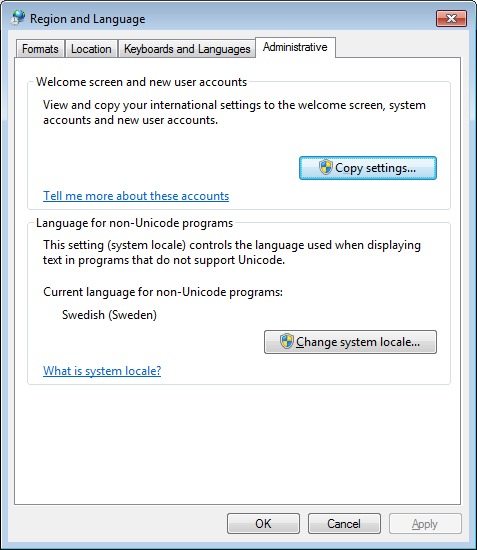 Region and Language
Formats Location Keyboards and Languages Administrative
Welcome screen and new user accounts
View and copy your international settings to the welcome screen, system
accounts and new user accounts.
Copy settings...
Tell me more about these accounts
Language for non-Unicode programs
This setting (system locale) controls the language used when displaying
text in programs that do not support Unicode.
Current language for non-Unicode programs:
Swedish (Sweden)
Change system locale...
What is system locale?
OK Cancel Apply